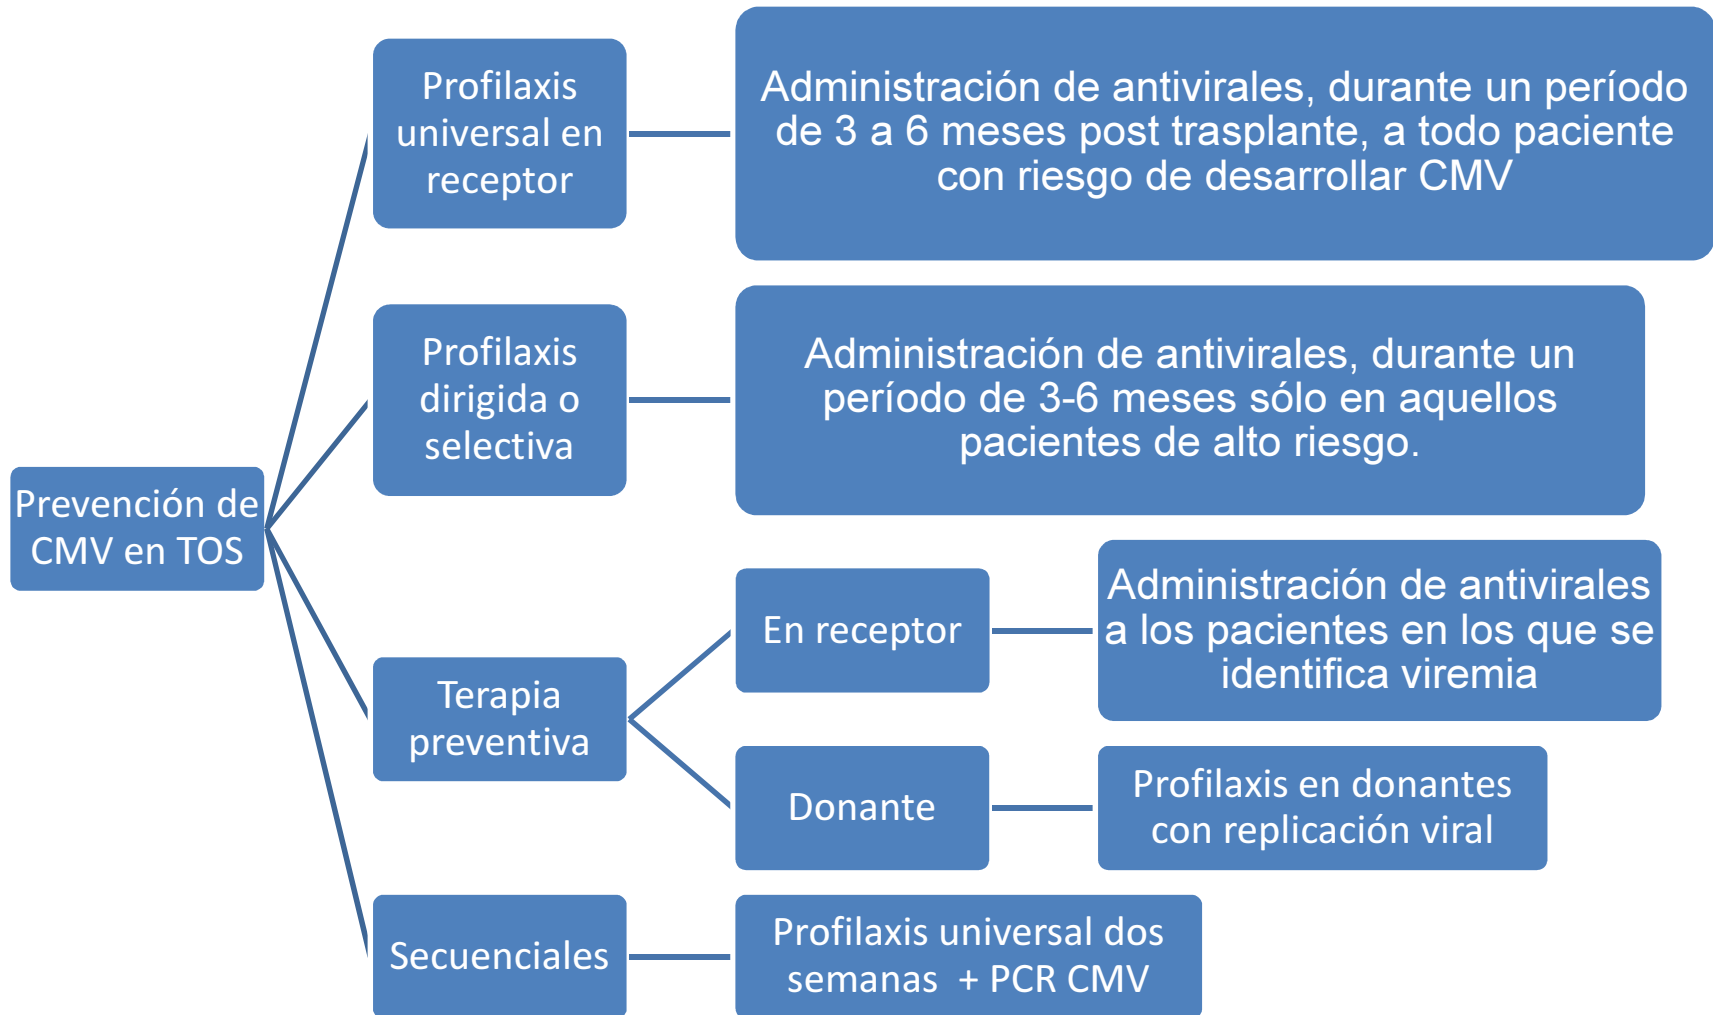 Prevención de
CMV en TOS
Profilaxis
universal en
receptor
Administración de antivirales, durante un período
de 3 a 6 meses post trasplante, a todo paciente
con riesgo de desarrollar CMV
Profilaxis
dirigida o
selectiva
Administración de antivirales, durante un
período de 3-6 meses sólo en aquellos
pacientes de alto riesgo.
Terapia
preventiva
En receptor
Administración de antivirales
a los pacientes en los que se
identifica viremia
Donante
Profilaxis en donantes
con replicación viral
Secuenciales
Profilaxis universal dos
semanas + PCR CMV